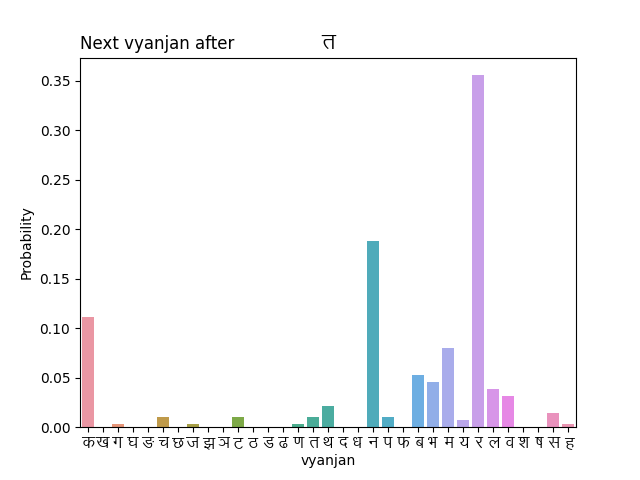 Next vyanjan after त
0.35
0.30
0.25
0.20
0.15
0.10
0.05
0.00
Probability
क ख ग घ ङ च छ ज झ ञ ट ठ ड ढ ण त थ द ध न प फ ब भ म य र ल व श ष स ह
vyanjan